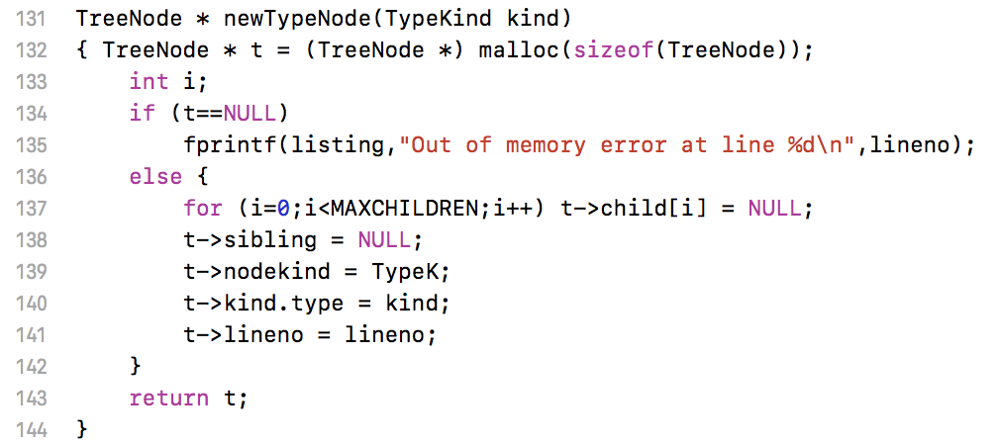 131 TreeNode * newTypeNode(TypeKind kind)
132 { TreeNode * t = (TreeNode *) malloc(sizeof(TreeNode));
133     int i;
134     if (t==NULL)
135         fprintf(listing,"Out of memory error at line %d\n",lineno);
136     else {
137         for (i=0;i<MAXCHILDREN;i++) t->child[i] = NULL;
138         t->sibling = NULL;
139         t->nodekind = TypeK;
140         t->kind.type = kind;
141         t->lineno = lineno;
142     }
143     return t;
144 }